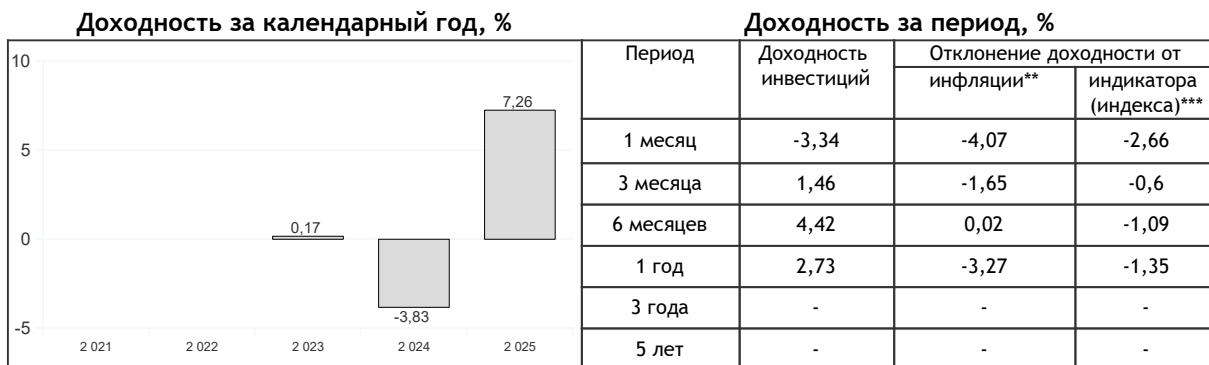 Доходность за календарный год, %
10
5
0
-5
0,17
-3,83
7,26
2 021 2 022 2 023 2 024 2 025
Доходность за период, %
Период Доходность инвестиций Отклонение доходности от
инфляции** индикатора (индекса)***
1 месяц -3,34 -4,07 -2,66
3 месяца 1,46 -1,65 -0,6
6 месяцев 4,42 0,02 -1,09
1 год 2,73 -3,27 -1,35
3 года - - -
5 лет - - -